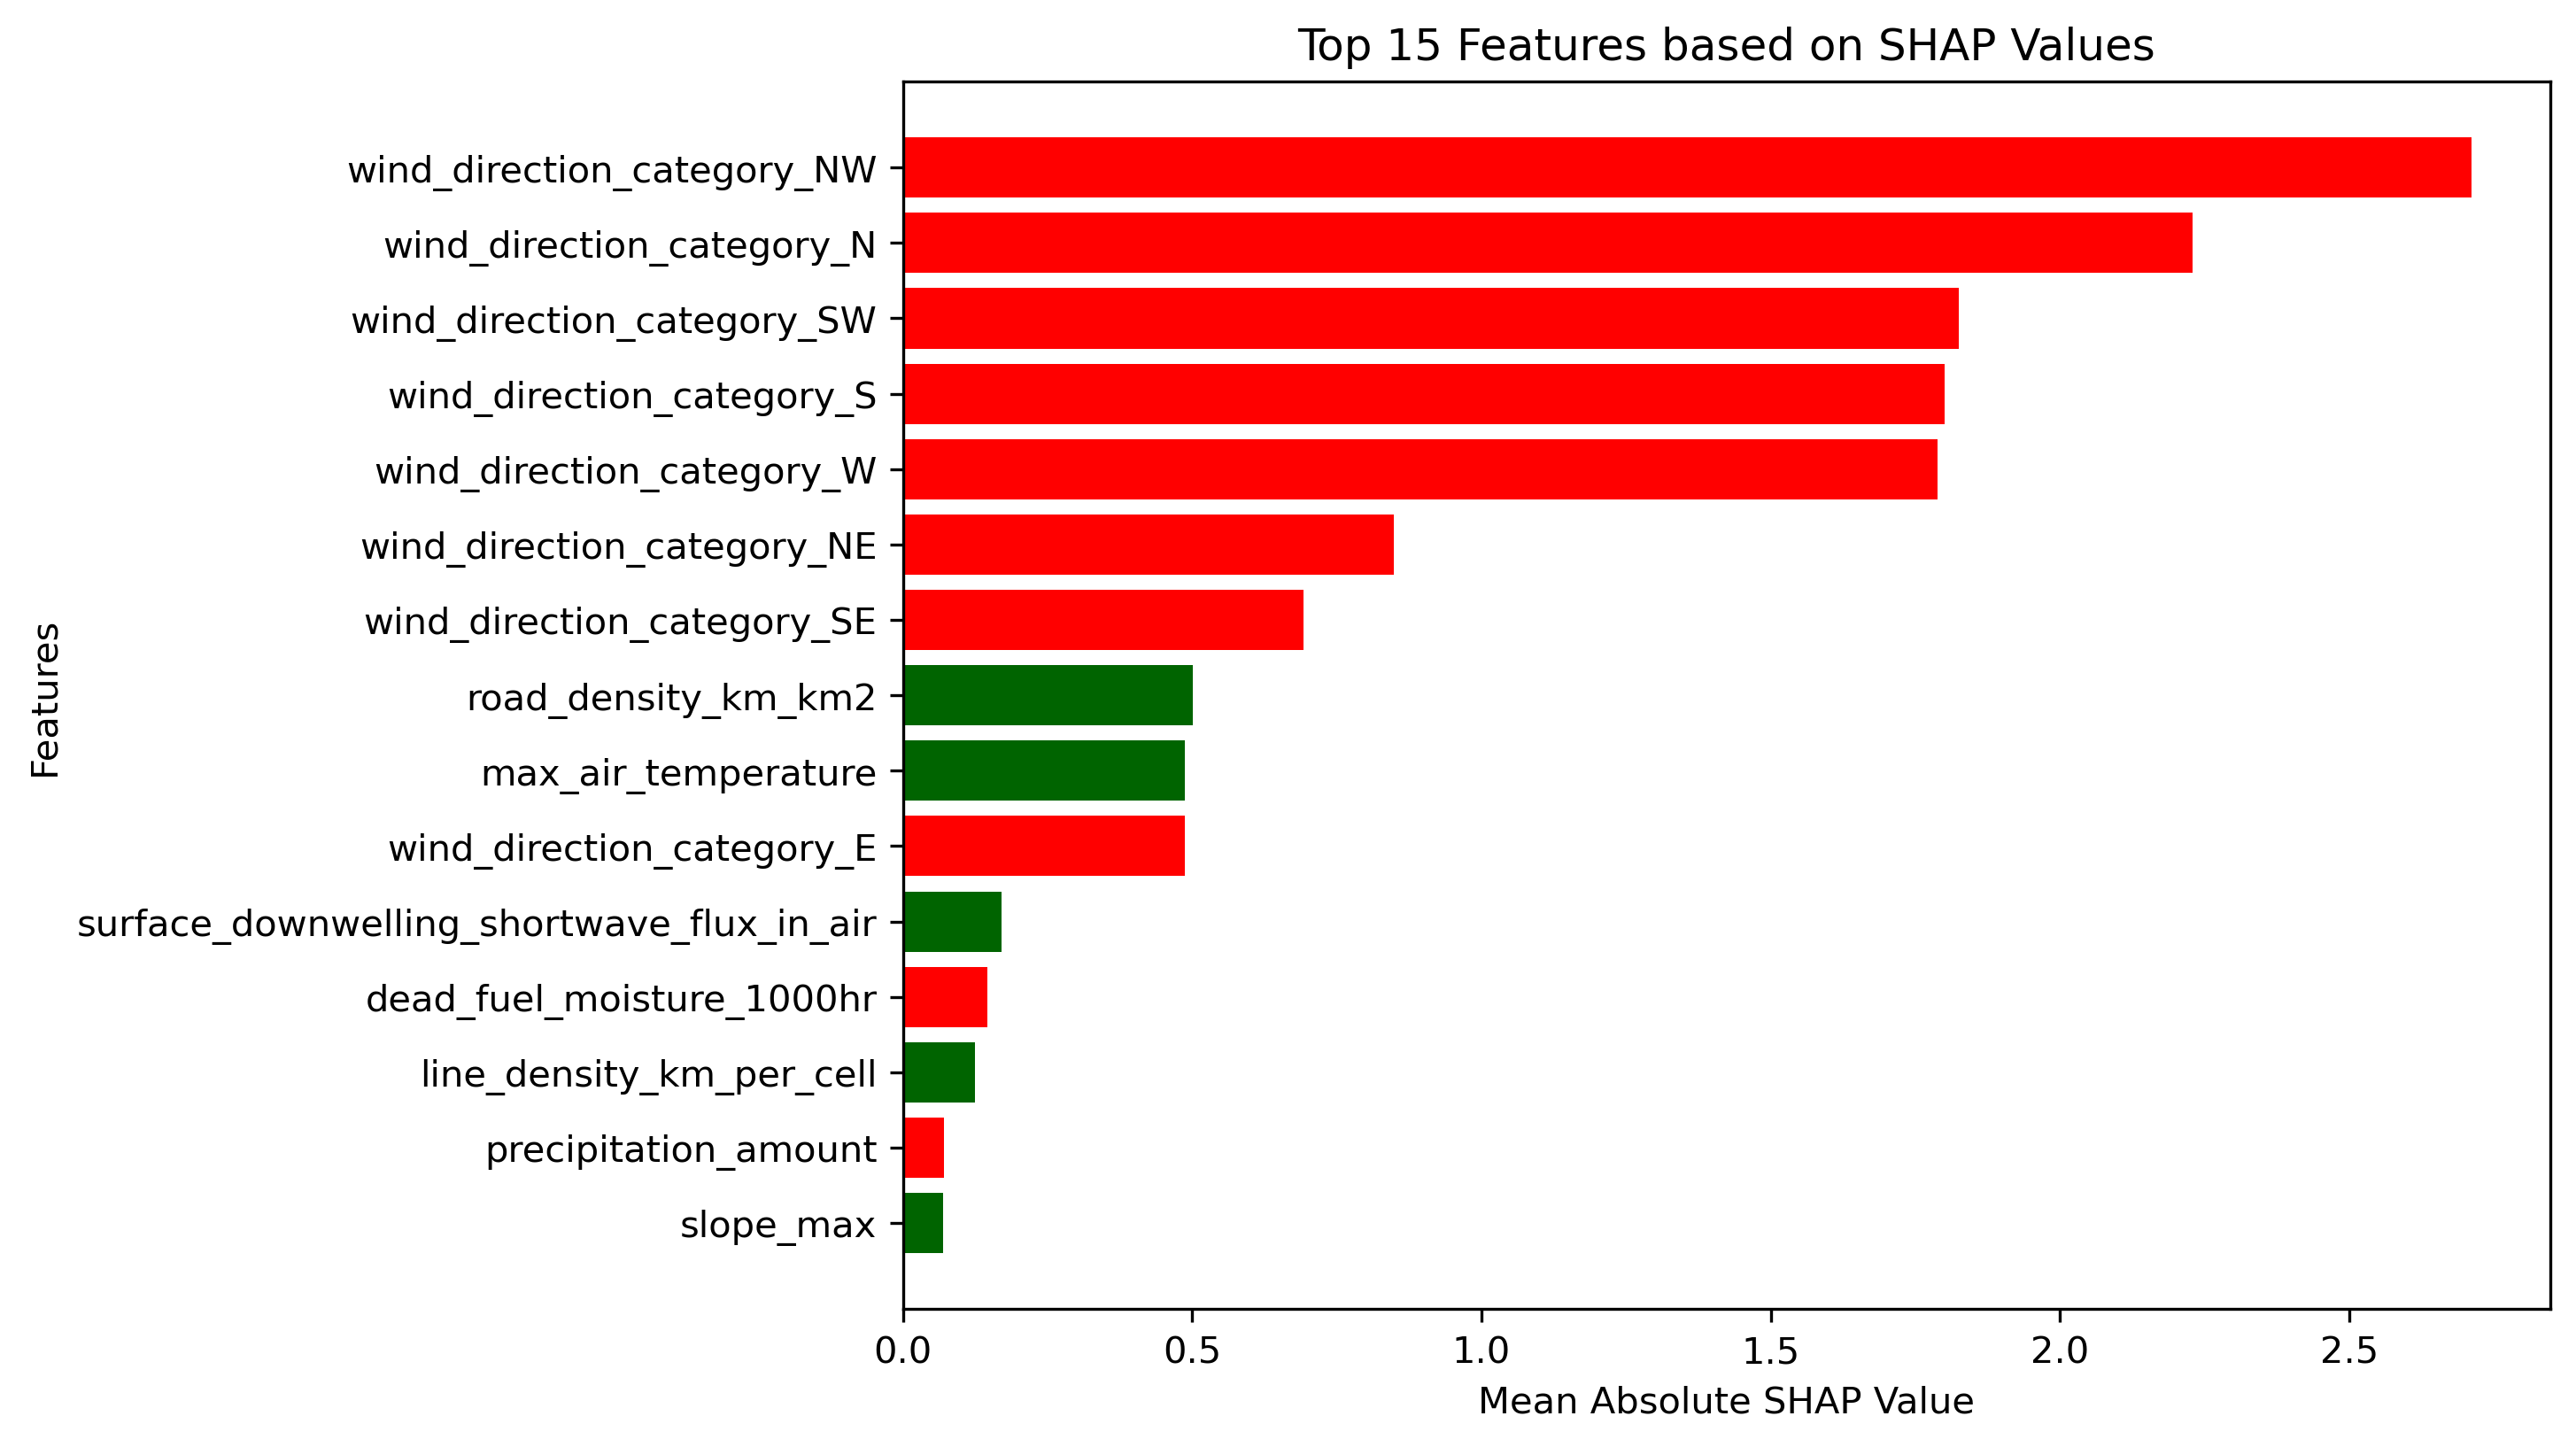 Top 15 Features based on SHAP Values
wind_direction_category_NW
wind_direction_category_N
wind_direction_category_SW
wind_direction_category_S
wind_direction_category_W
wind_direction_category_NE
wind_direction_category_SE
road_density_km_km2
max_air_temperature
wind_direction_category_E
surface_downwelling_shortwave_flux_in_air
dead_fuel_moisture_1000hr
line_density_km_per_cell
precipitation_amount
slope_max
Features
0.0 0.5 1.0 1.5 2.0 2.5
Mean Absolute SHAP Value